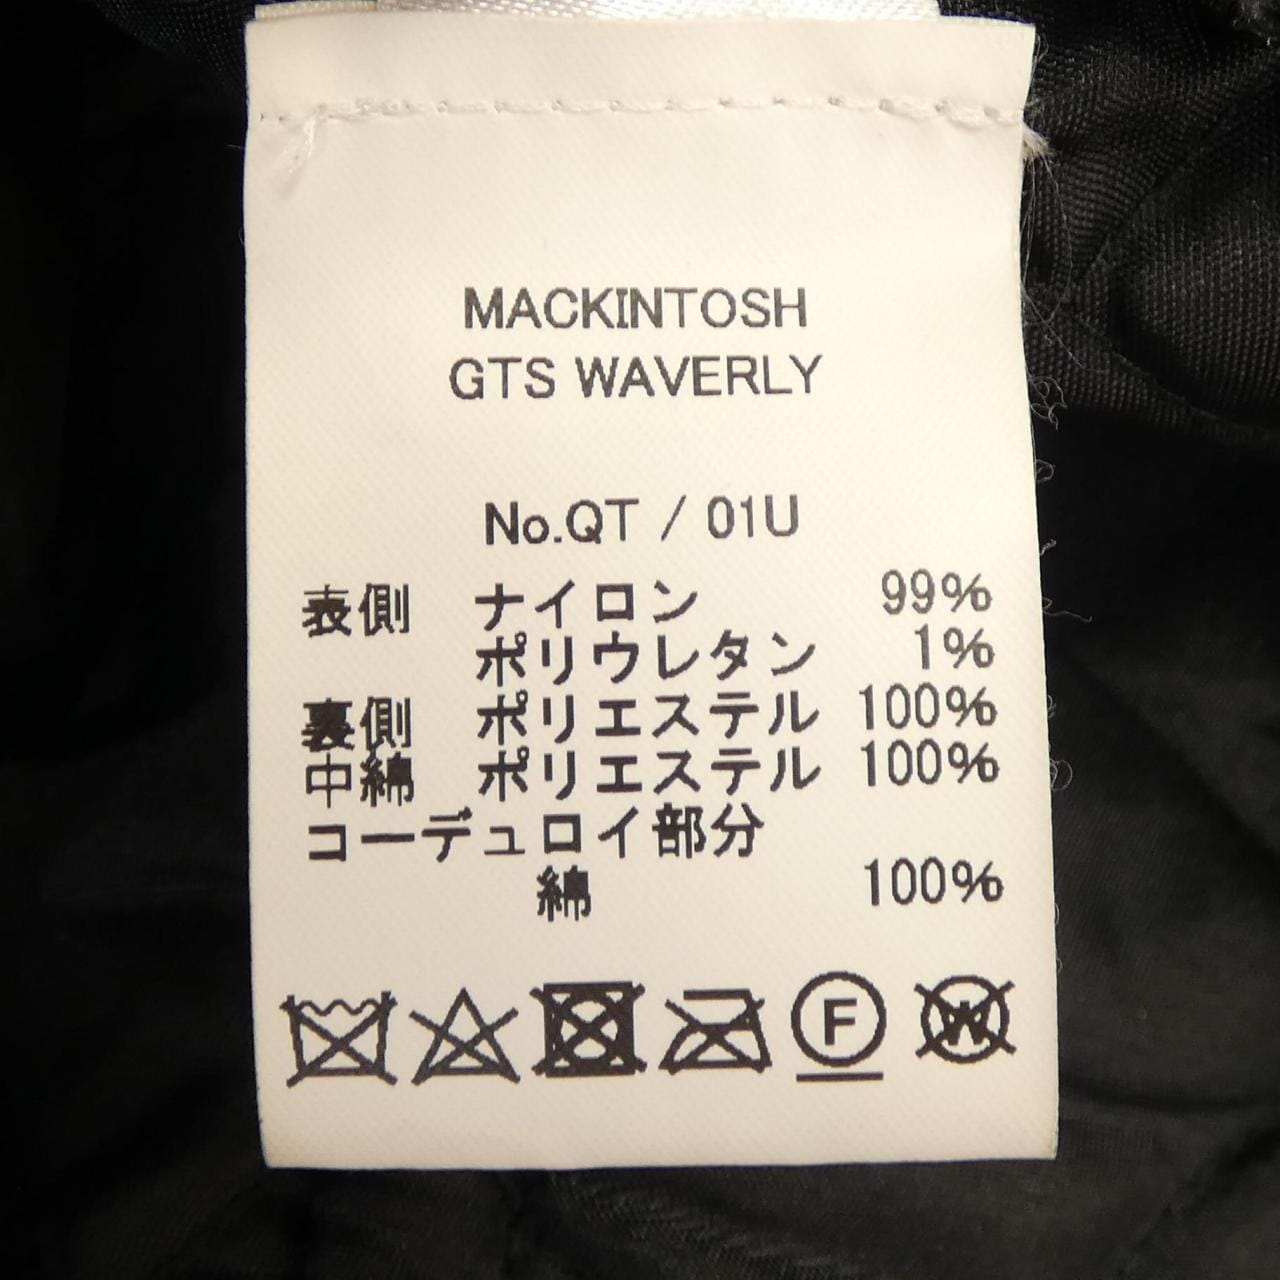 MACKINTOSH
GTS WAVERLY
No.QT / 01U
表側 ナイロン 99%
ポリウレタン 1%
裏側 ポリエステル 100%
中綿 ポリエステル 100%
コーデュロイ部分
綿 100%
F W